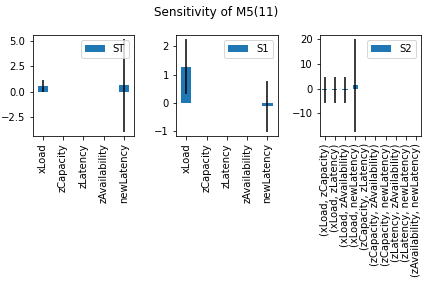 Sensitivity of M5(11)
5.0
2.5
0.0
−2.5
ST
xLoad
zCapacity
zLatency
zAvailability
newLatency
2
1
0
−1
S1
xLoad
zCapacity
zLatency
zAvailability
newLatency
20
10
0
−10
S2
(xLoad, zCapacity)
(xLoad, zLatency)
(xLoad, zAvailability)
(xLoad, newLatency)
(zCapacity, zLatency)
(zCapacity, zAvailability)
(zCapacity, newLatency)
(zLatency, zAvailability)
(zLatency, newLatency)
(zAvailability, newLatency)